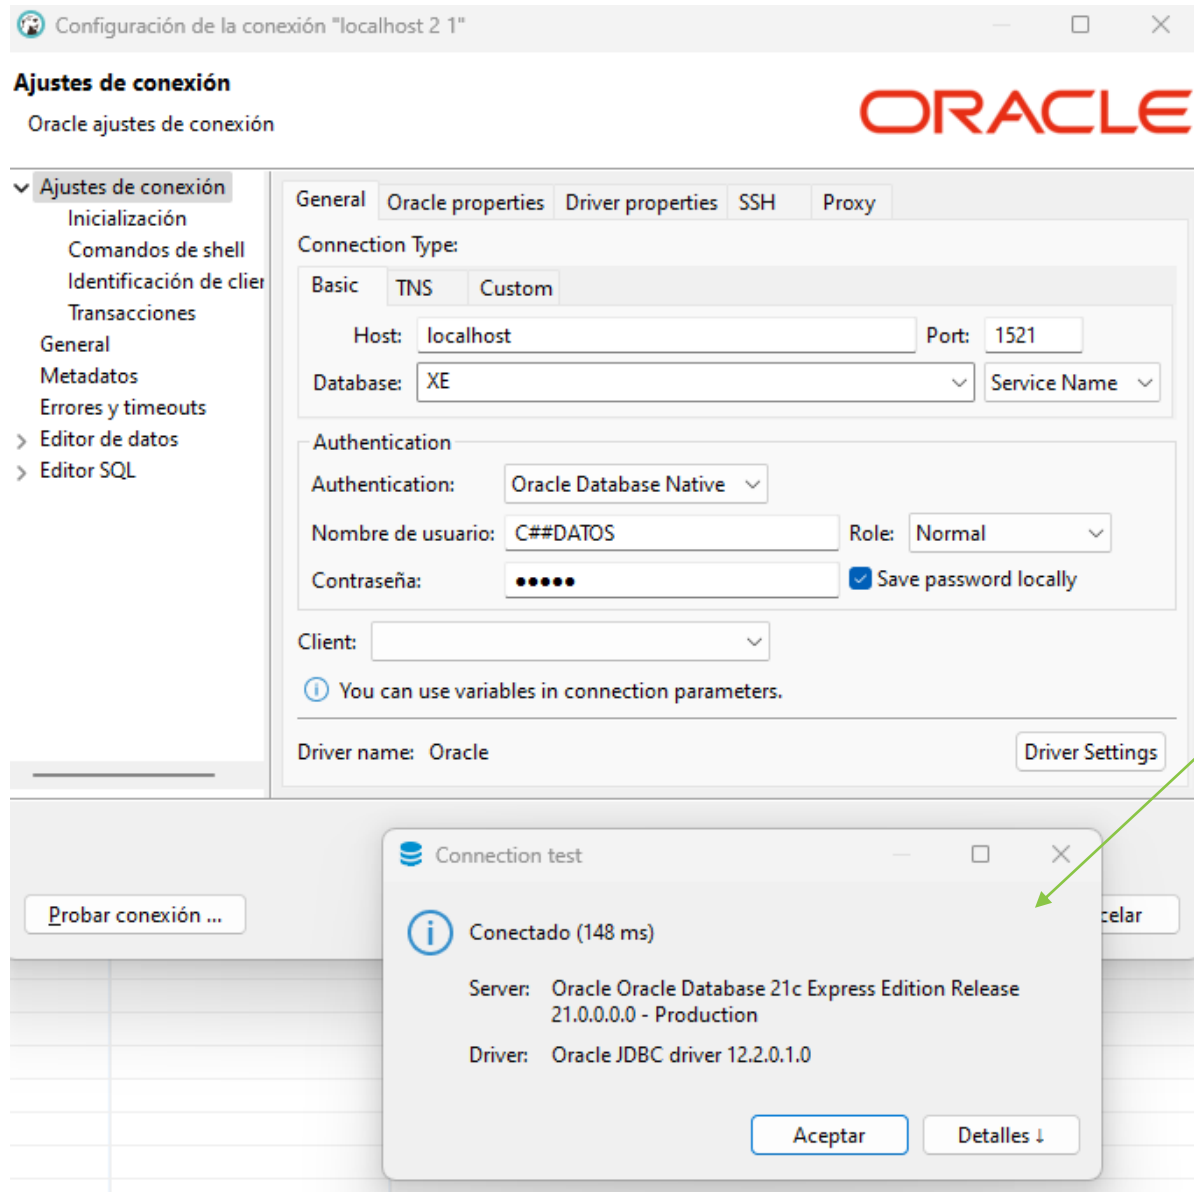 Configuración de la conexión "localhost 2 1"
Ajustes de conexión
Oracle ajustes de conexión
ORACLE
Ajustes de conexión
Inicialización
Comandos de shell
Identificación de clier
Transacciones
General
Metadatos
Errores y timeouts
Editor de datos
Editor SQL
General Oracle properties Driver properties SSH Proxy
Connection Type:
Basic TNS Custom
Host: localhost Port: 1521
Database: XE Service Name
Authentication
Authentication: Oracle Database Native
Nombre de usuario: C##DATOS Role: Normal
Contraseña: ••••• Save password locally
Client:
You can use variables in connection parameters.
Driver name: Oracle Driver Settings
Probar conexión ... celar
Connection test
Conectado (148 ms)
Server: Oracle Oracle Database 21c Express Edition Release
21.0.0.0.0 - Production
Driver: Oracle JDBC driver 12.2.0.1.0
Aceptar Detalles ↓